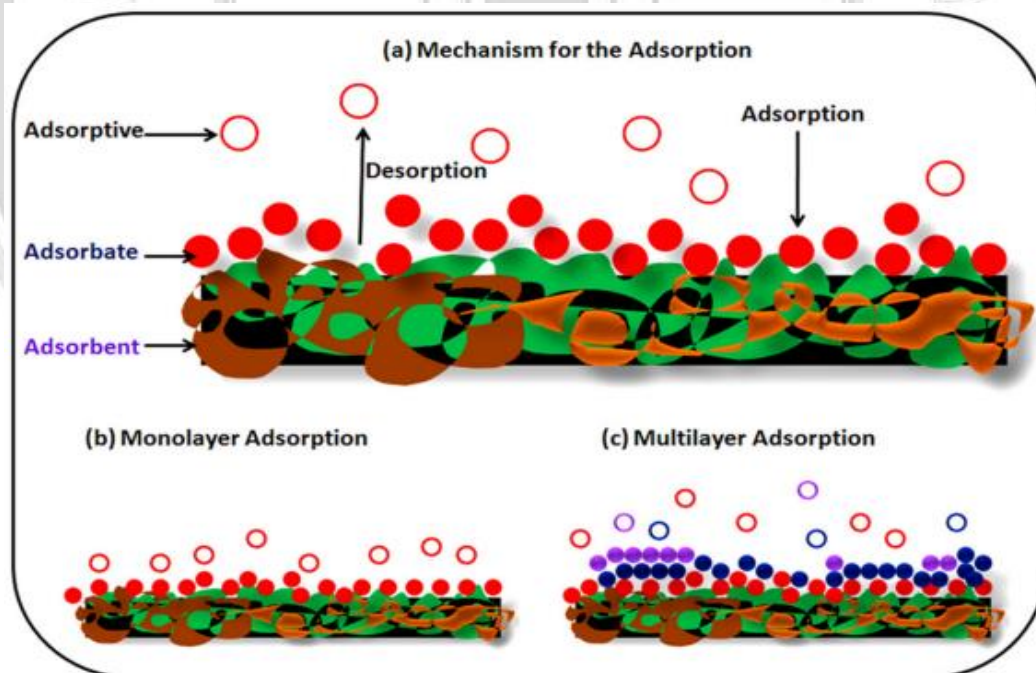 (a) Mechanism for the Adsorption
Adsorptive
Adsorption
Desorption
Adsorbate
Adsorbent
(b) Monolayer Adsorption
(c) Multilayer Adsorption